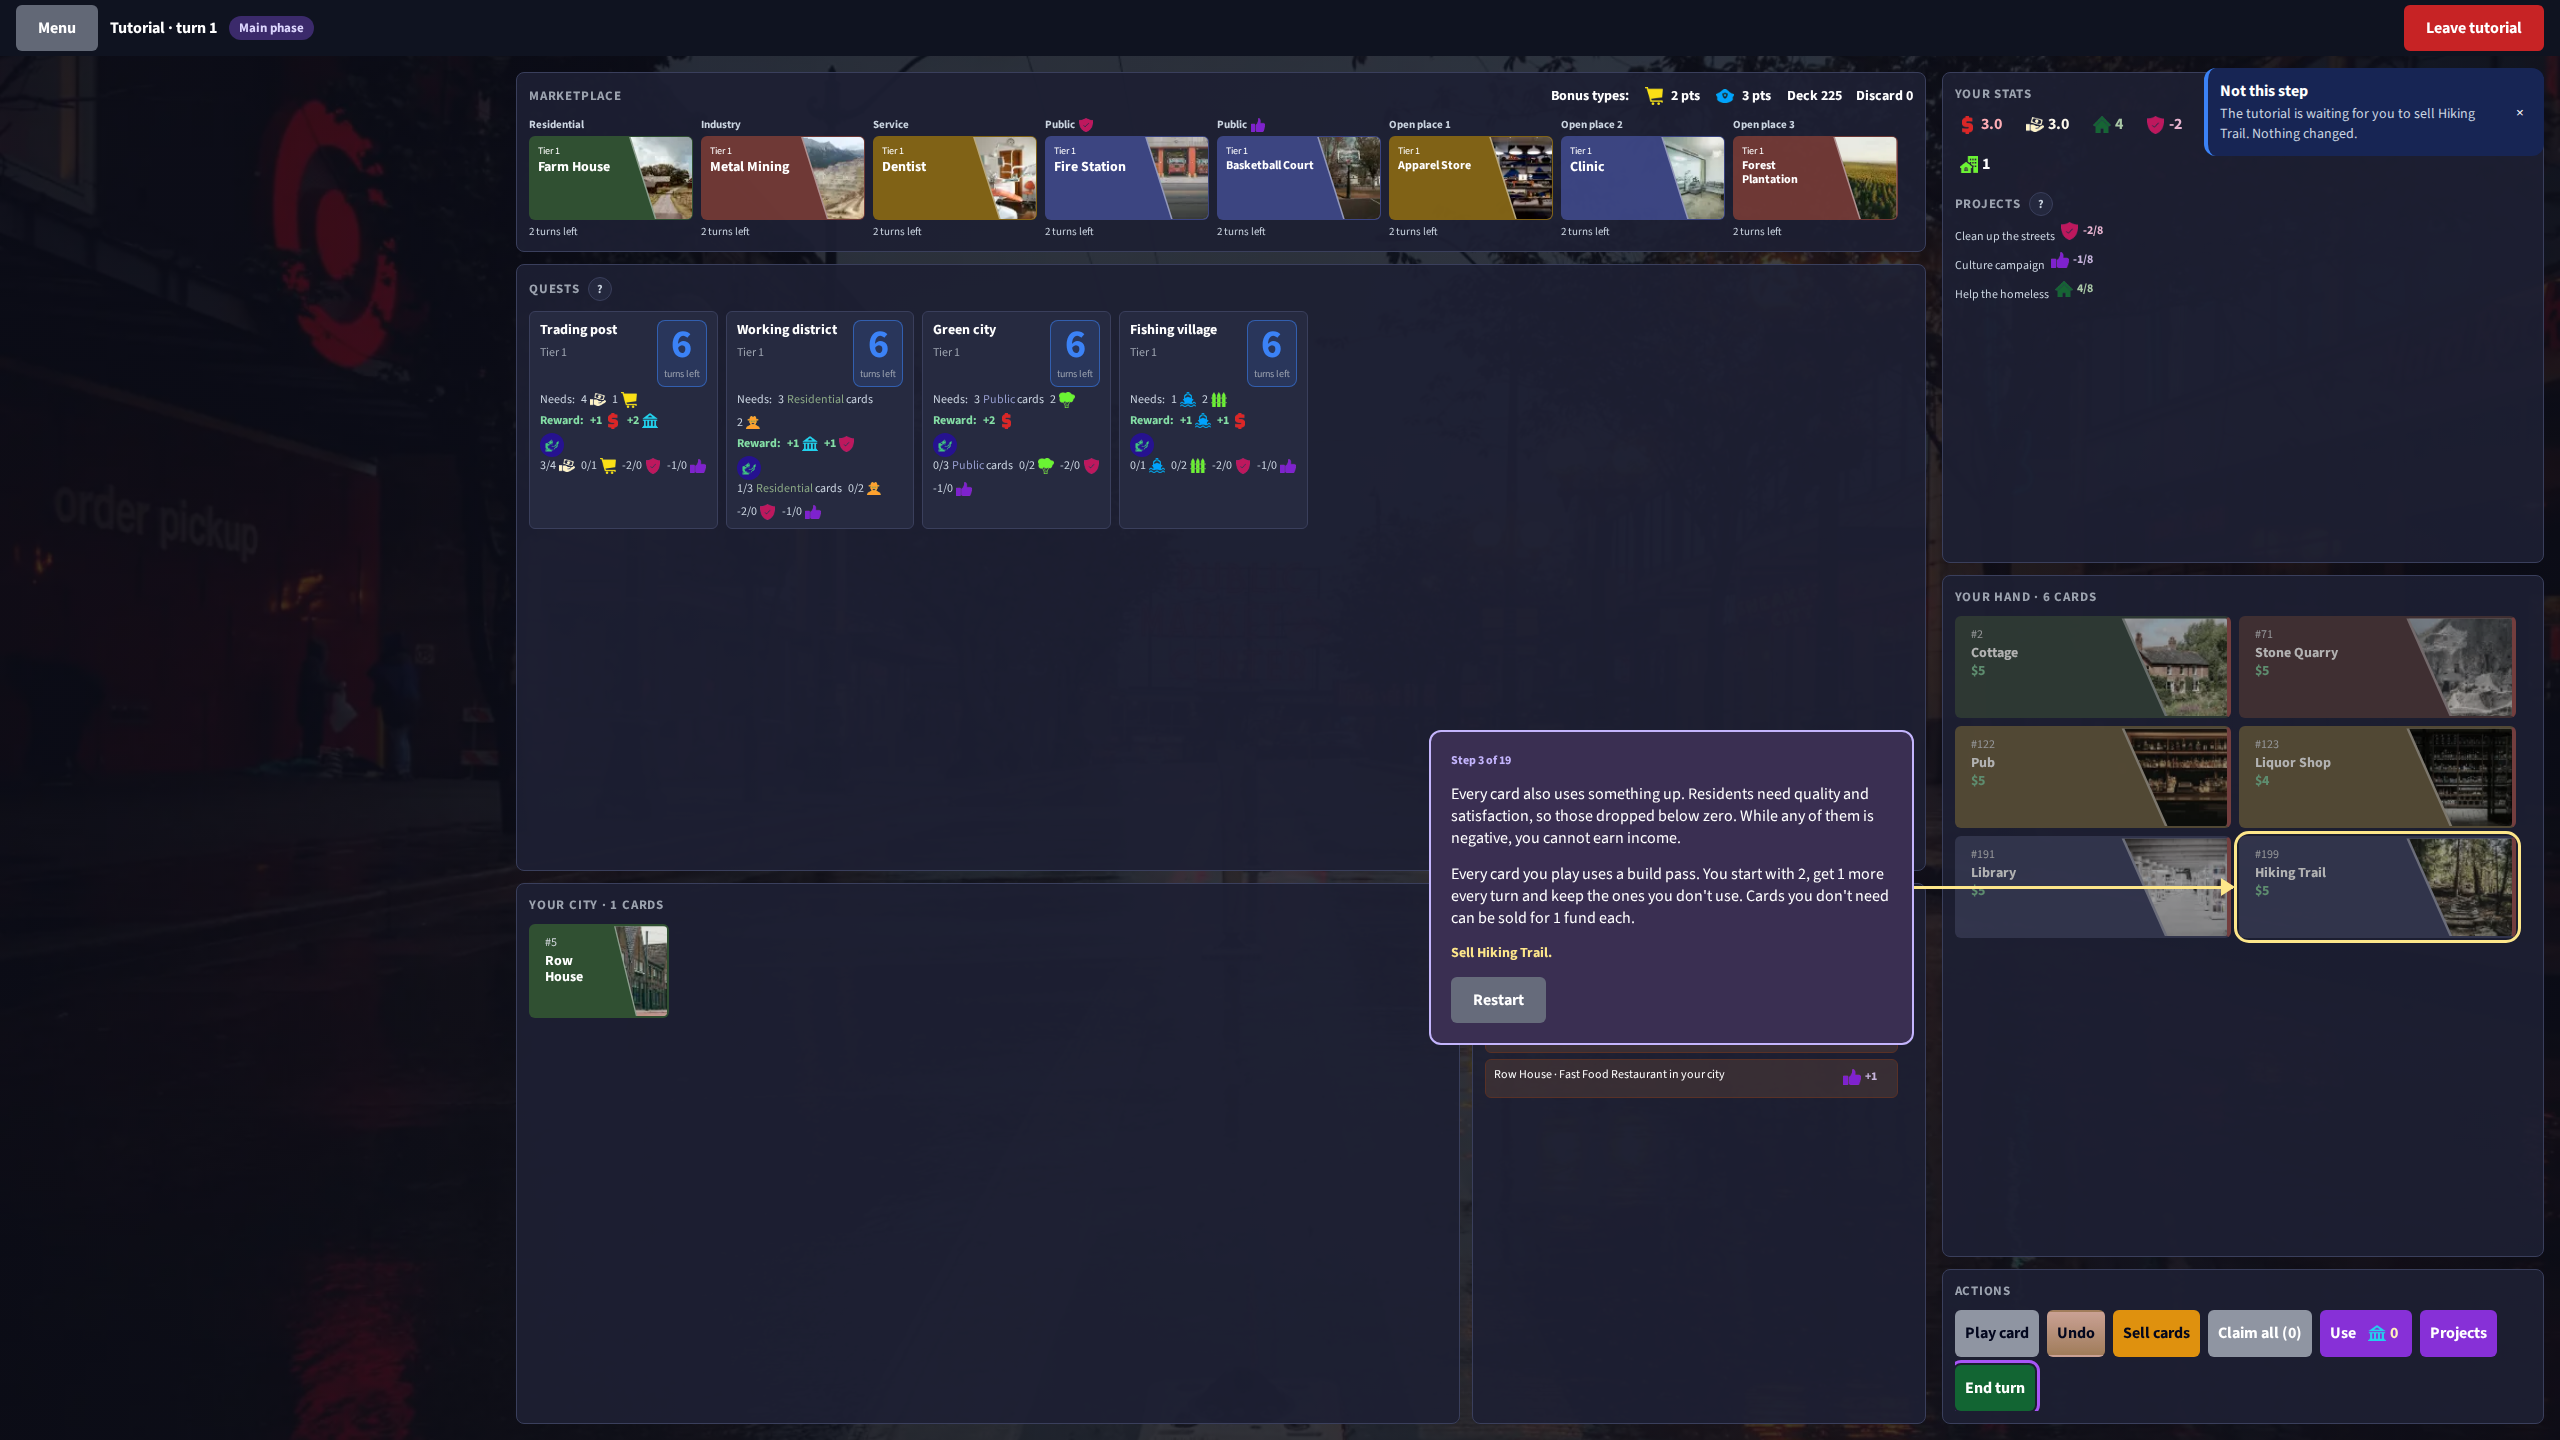 Menu
Tutorial · turn 1
Main phase
Leave tutorial
MARKETPLACE
Bonus types: 2 pts 3 pts Deck 225 Discard 0
Residential
Tier 1
Farm House
2 turns left
Industry
Tier 1
Metal Mining
2 turns left
Service
Tier 1
Dentist
2 turns left
Public
Tier 1
Fire Station
2 turns left
Public
Tier 1
Basketball Court
2 turns left
Open place 1
Tier 1
Apparel Store
2 turns left
Open place 2
Tier 1
Clinic
2 turns left
Open place 3
Tier 1
Forest
Plantation
2 turns left
QUESTS ?
Trading post
Tier 1
6
turns left
Needs: 4 1
Reward: +1 +2
3/4 0/1 -2/0 -1/0
Working district
Tier 1
6
turns left
Needs: 3 Residential cards
2
Reward: +1 +1
1/3 Residential cards 0/2
-2/0 -1/0
Green city
Tier 1
6
turns left
Needs: 3 Public cards 2
Reward: +2
0/3 Public cards 0/2 -2/0
-1/0
Fishing village
Tier 1
6
turns left
Needs: 1 2
Reward: +1 +1
0/1 0/2 -2/0 -1/0
order pickup
YOUR CITY · 1 CARDS
#5
Row
House
Step 3 of 19
Every card also uses something up. Residents need quality and
satisfaction, so those dropped below zero. While any of them is
negative, you cannot earn income.
Every card you play uses a build pass. You start with 2, get 1 more
every turn and keep the ones you don't use. Cards you don't need
can be sold for 1 fund each.
Sell Hiking Trail.
Restart
Row House · Fast Food Restaurant in your city +1
YOUR STATS
3.0 3.0 4 -2
1
Not this step
The tutorial is waiting for you to sell Hiking
Trail. Nothing changed.
×
PROJECTS ?
Clean up the streets -2/8
Culture campaign -1/8
Help the homeless 4/8
YOUR HAND · 6 CARDS
#2
Cottage
$5
#71
Stone Quarry
$5
#122
Pub
$5
#123
Liquor Shop
$4
#191
Library
$5
#199
Hiking Trail
$5
ACTIONS
Play card
Undo
Sell cards
Claim all (0)
Use 0
Projects
End turn